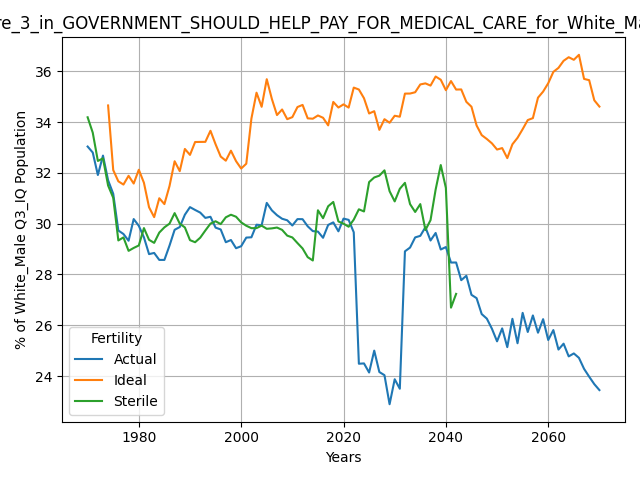 re_3_in_GOVERNMENT_SHOULD_HELP_PAY_FOR_MEDICAL_CARE_for_White_Ma
% of White_Male Q3_IQ Population
36
34
32
30
28
26
24
Fertility
Actual
Ideal
Sterile
1980
2000
2020
2040
2060
Years